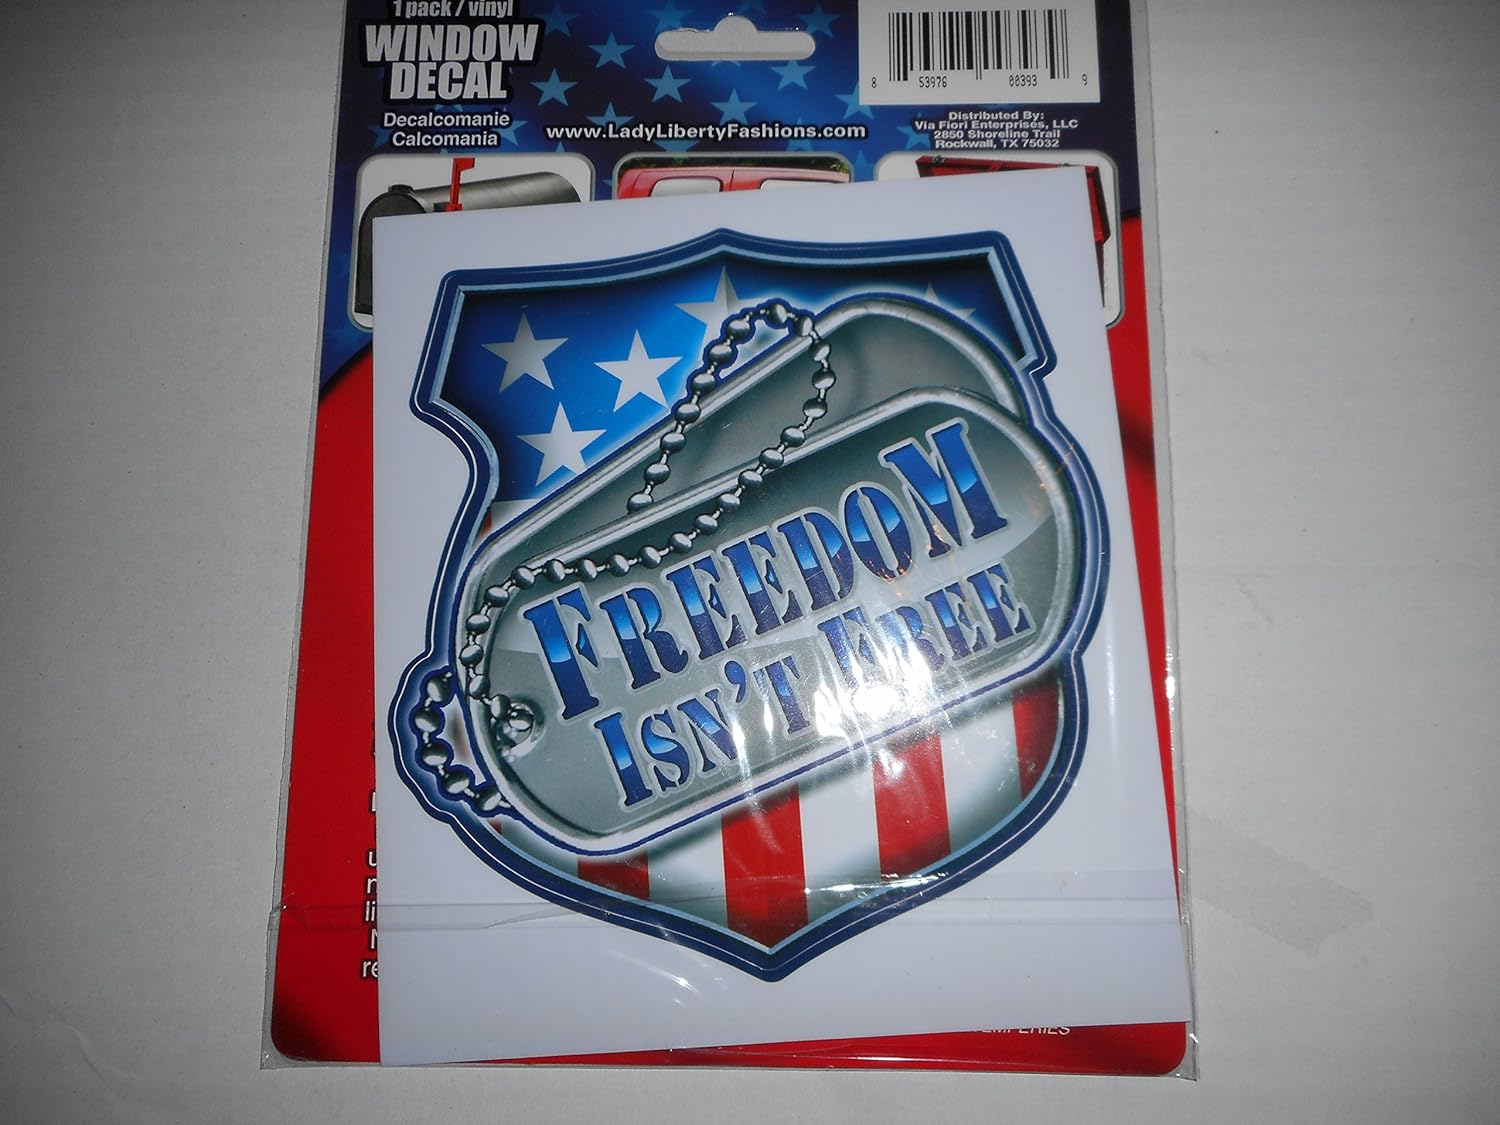 1 pack / vinyl
WINDOW
DECAL
Decalcomanie
Calcomania
www.LadyLibertyFashions.com
8 53976 00393 9
Distributed By:
Via Fiori Enterprises, LLC
2850 Shoreline Trail
Rockwall, TX 75032
FREEDOM
ISN'T FREE